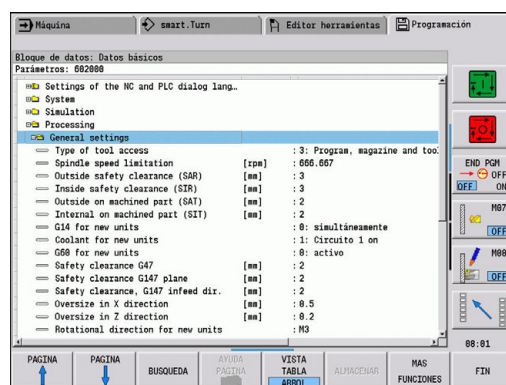 Máquina smart.Turn Editor herramientas Programación
Bloque de datos: Datos básicos
Parámetros: 602000
Settings of the NC and PLC dialog lang…
System
Simulation
Processing
General settings
Type of tool access : 3: Program, magazine and too
Spindle speed limitation [rpm] : 666.667
Outside safety clearance (SAR) [mm] : 3
Inside safety clearance (SIR) [mm] : 3
Outside on machined part (SAT) [mm] : 2
Internal on machined part (SIT) [mm] : 2
G14 for new units : 0: simultáneamente
Coolant for new units : 1: Circuito 1 on
G60 for new units : 0: activo
Safety clearance G47 [mm] : 2
Safety clearance G147 plane [mm] : 2
Safety clearance, G147 infeed dir. [mm] : 2
Oversize in X direction [mm] : 0.5
Oversize in Z direction [mm] : 0.2
Rotational direction for new units : M3
END PGM
OFF
OFF ON
M07
OFF
M08
OFF
08:01
PAGINA
PAGINA
BUSQUEDA
AYUDA
PAGINA
VISTA
TABLA
ARBOL
ALMACENAR
MAS
FUNCIONES
FIN